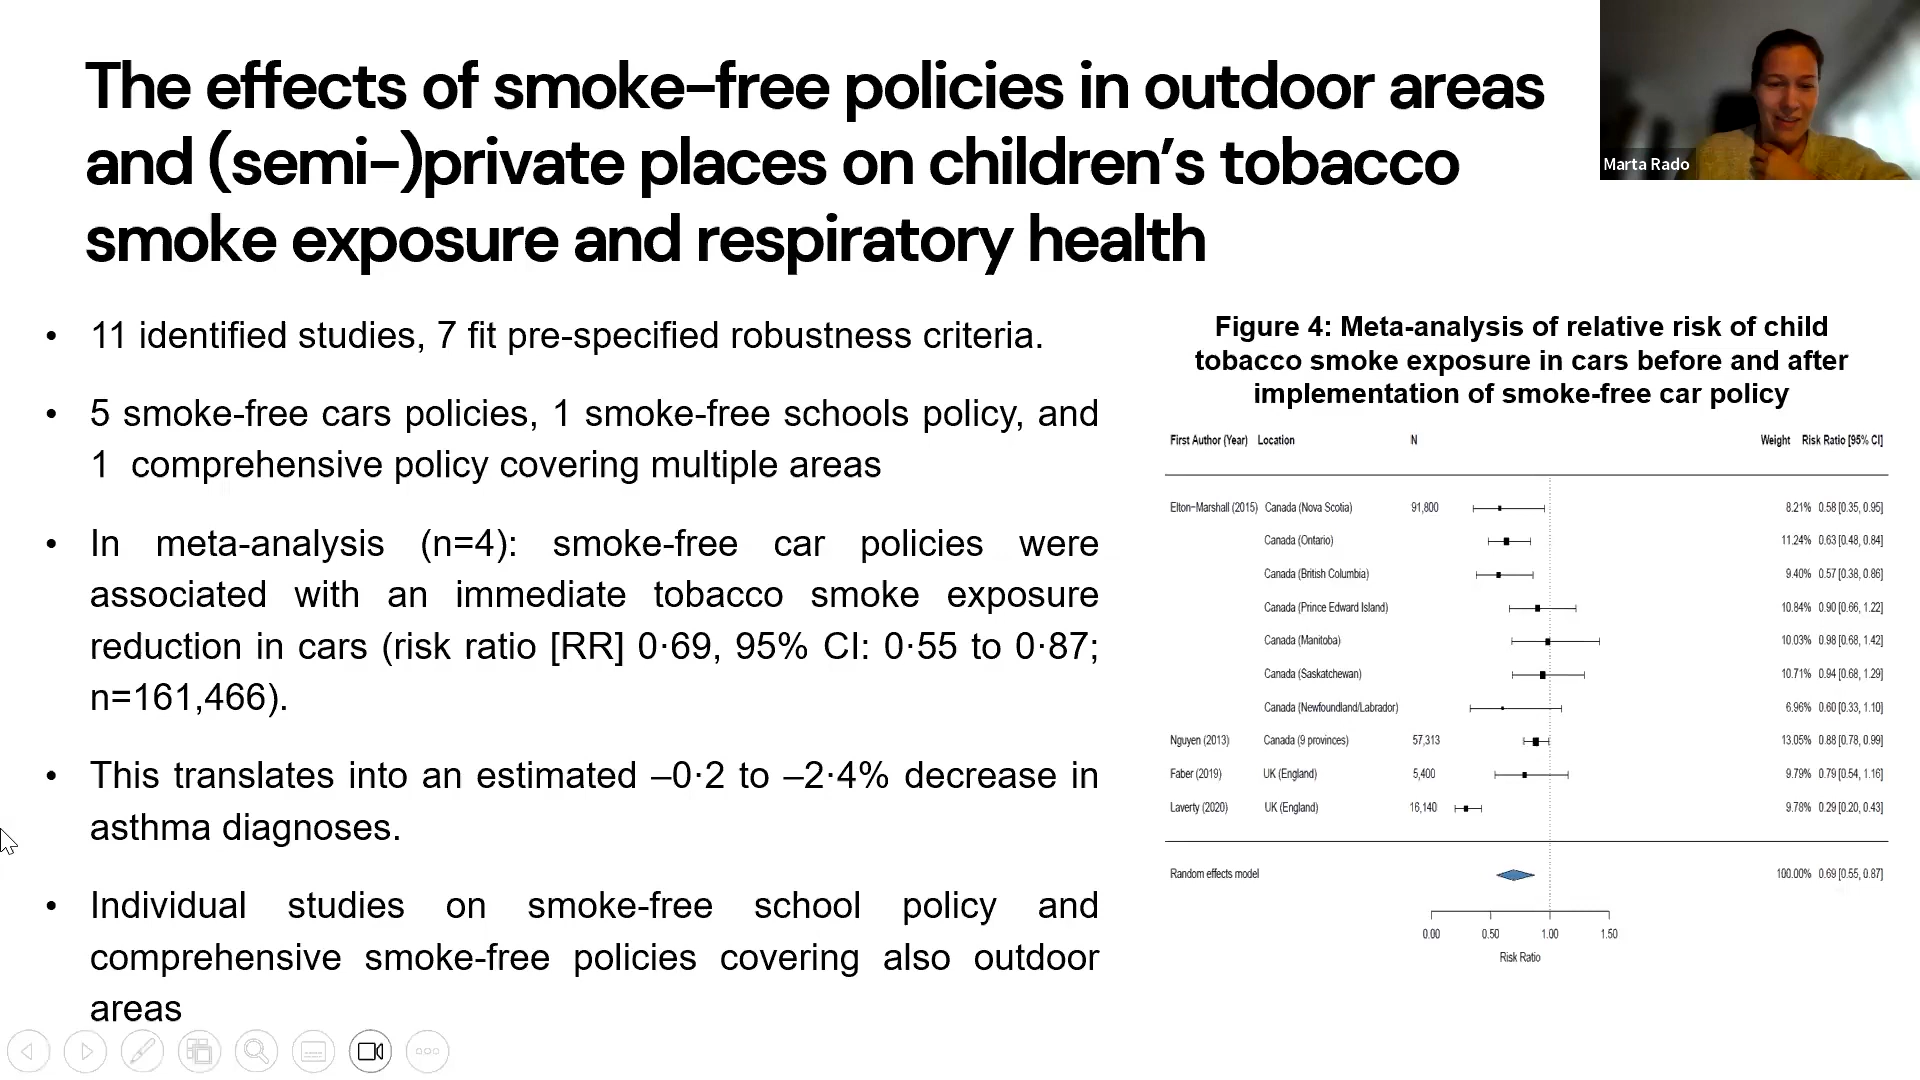 The effects of smoke-free policies in outdoor areas
and (semi-)private places on children's tobacco
smoke exposure and respiratory health
Marta Rado
• 11 identified studies, 7 fit pre-specified robustness criteria.
• 5 smoke-free cars policies, 1 smoke-free schools policy, and
1 comprehensive policy covering multiple areas
• In meta-analysis (n=4): smoke-free car policies were
associated with an immediate tobacco smoke exposure
reduction in cars (risk ratio [RR] 0·69, 95% CI: 0·55 to 0·87;
n=161,466).
• This translates into an estimated –0·2 to –2·4% decrease in
asthma diagnoses.
• Individual studies on smoke-free school policy and
comprehensive smoke-free policies covering also outdoor
areas
Figure 4: Meta-analysis of relative risk of child
tobacco smoke exposure in cars before and after
implementation of smoke-free car policy
First Author (Year) Location N Weight Risk Ratio [95% CI]
Elton-Marshall (2015) Canada (Nova Scotia) 91,800 8.21% 0.58 [0.35, 0.95]
Canada (Ontario) 11.24% 0.63 [0.48, 0.84]
Canada (British Columbia) 9.40% 0.57 [0.38, 0.86]
Canada (Prince Edward Island) 10.84% 0.90 [0.66, 1.22]
Canada (Manitoba) 10.03% 0.98 [0.68, 1.42]
Canada (Saskatchewan) 10.71% 0.94 [0.68, 1.29]
Canada (Newfoundland/Labrador) 6.96% 0.60 [0.33, 1.10]
Nguyen (2013) Canada (9 provinces) 57,313 13.05% 0.88 [0.78, 0.99]
Faber (2019) UK (England) 5,400 9.79% 0.79 [0.54, 1.16]
Laverty (2020) UK (England) 16,140 9.78% 0.29 [0.20, 0.43]
Random effects model 100.00% 0.69 [0.55, 0.87]
0.00 0.50 1.00 1.50
Risk Ratio